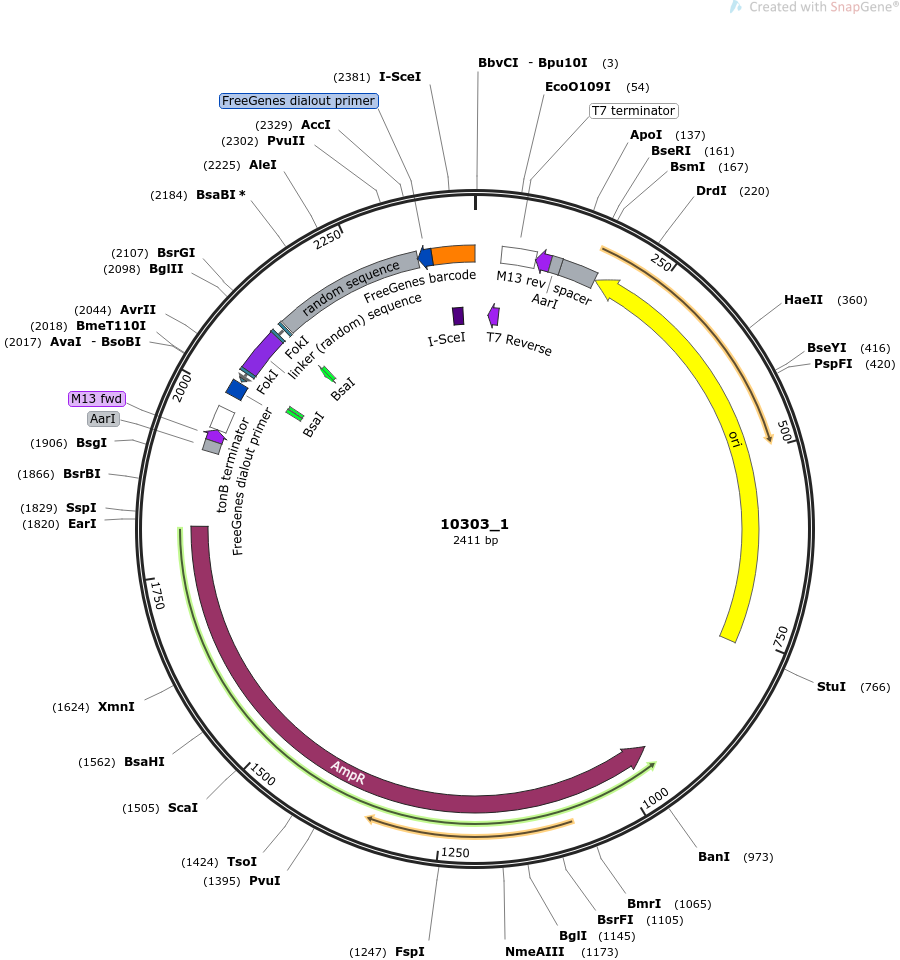 Created with SnapGene®
(2381) I-SceI
BbvCI - Bpu10I (3)
EcoO109I (54)
FreeGenes dialout primer
T7 terminator
(2329) AccI
(2302) PvuII
ApoI (137)
BseRI (161)
(2225) AleI
BsmI (167)
(2184) BsaBI *
DrdI (220)
2250
250
(2107) BsrGI
(2098) BglII
random sequence
FreeGenes barcode
M13 rev
spacer
AarI
HaeII (360)
(2044) AvrII
(2018) BmeT110I
(2017) AvaI - BsoBI
linker (random) sequence
I-SceI
T7 Reverse
FokI
BseYI (416)
PspFI (420)
2000
FokI
BsaI
M13 fwd
AarI
BsaI
(1906) BsgI
tonB terminator
FreeGenes dialout primer
ori
500
(1866) BsrBI
(1829) SspI
(1820) EarI
10303_1
2411 bp
1750
750
StuI (766)
(1624) XmnI
(1562) BsaHI
AmpR
1500
1000
(1505) ScaI
1250
BanI (973)
(1424) TsoI
(1395) PvuI
BmrI (1065)
BsrFI (1105)
BglI (1145)
(1247) FspI
NmeAIII (1173)